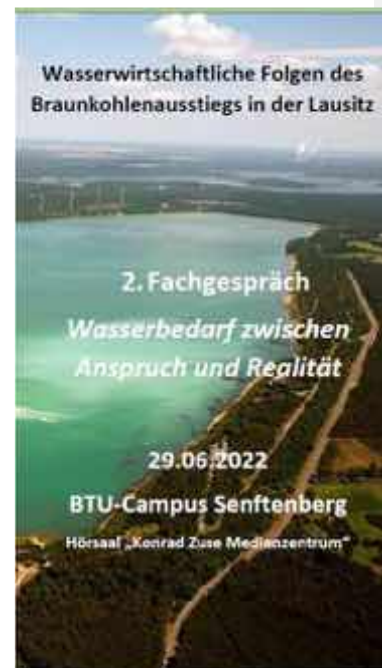 Wasserwirtschaftliche Folgen des
Braunkohlenausstiegs in der Lausitz
2. Fachgespräch
Wasserbedarf zwischen
Anspruch und Realität
29.06.2022
BTU-Campus Senftenberg
Hörsaal „Konrad Zuse Medienzentrum"